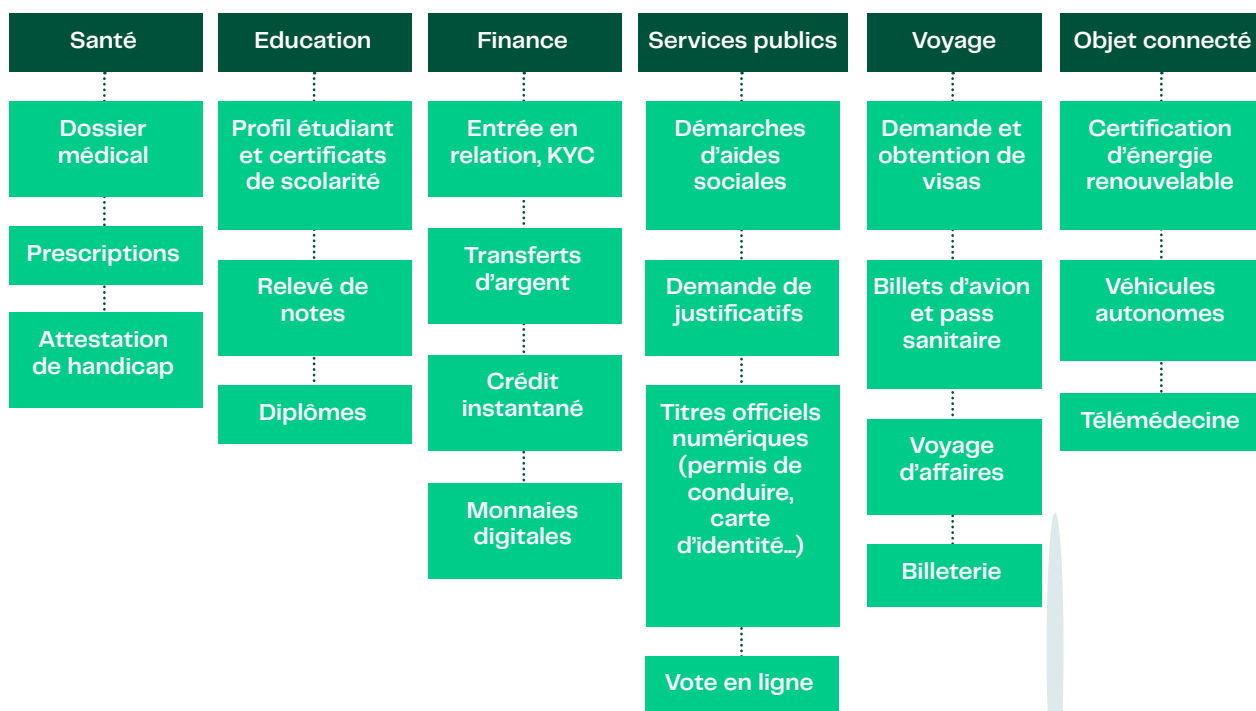 Santé
Dossier
médical
Prescriptions
Attestation
de handicap
Education
Profil étudiant
et certificats
de scolarité
Relevé de
notes
Diplômes
Finance
Entrée en
relation, KYC
Transferts
d’argent
Crédit
instantané
Monnaies
digitales
Services publics
Démarches
d’aides
sociales
Demande de
justificatifs
Titres officiels
numériques
(permis de
conduire,
carte
d’identité...)
Vote en ligne
Voyage
Demande et
obtention de
visas
Billets d’avion
et pass
sanitaire
Voyage
d’affaires
Billeterie
Objet connecté
Certification
d’énergie
renouvelable
Véhicules
autonomes
Télémédecine